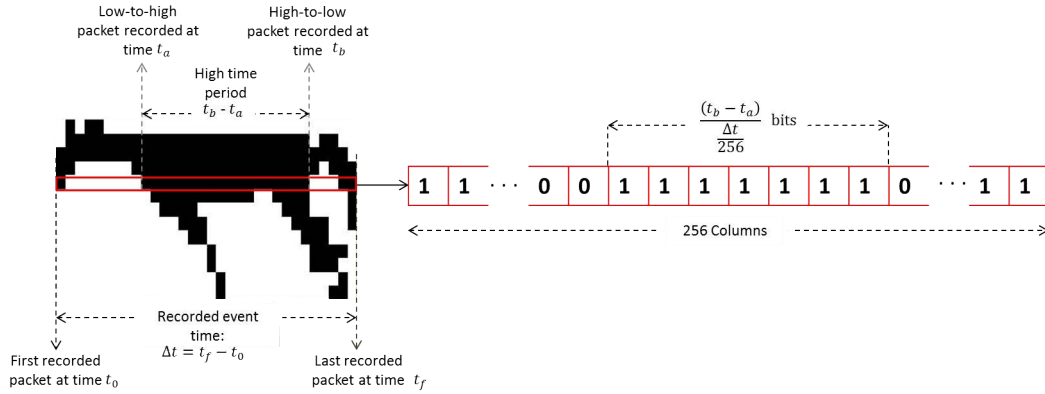 Low-to-high
packet recorded at
time t_a
High-to-low
packet recorded at
time t_b
High time
period
t_b - t_a
(t_b − t_a)
Δt
256
bits
1 1 ··· 0 0 1 1 1 1 1 1 1 0 ··· 1 1
256 Columns
Recorded event
time:
Δt = t_f − t_0
First recorded
packet at time t_0
Last recorded
packet at time t_f